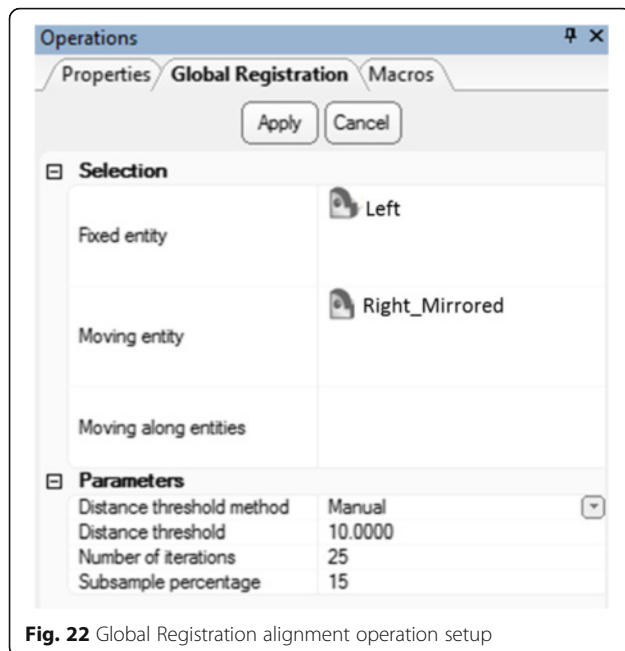 Operations
Properties Global Registration Macros
Apply Cancel
Selection
Fixed entity Left
Moving entity Right_Mirrored
Moving along entities
Parameters
Distance threshold method Manual
Distance threshold 10.0000
Number of iterations 25
Subsample percentage 15
Fig. 22 Global Registration alignment operation setup